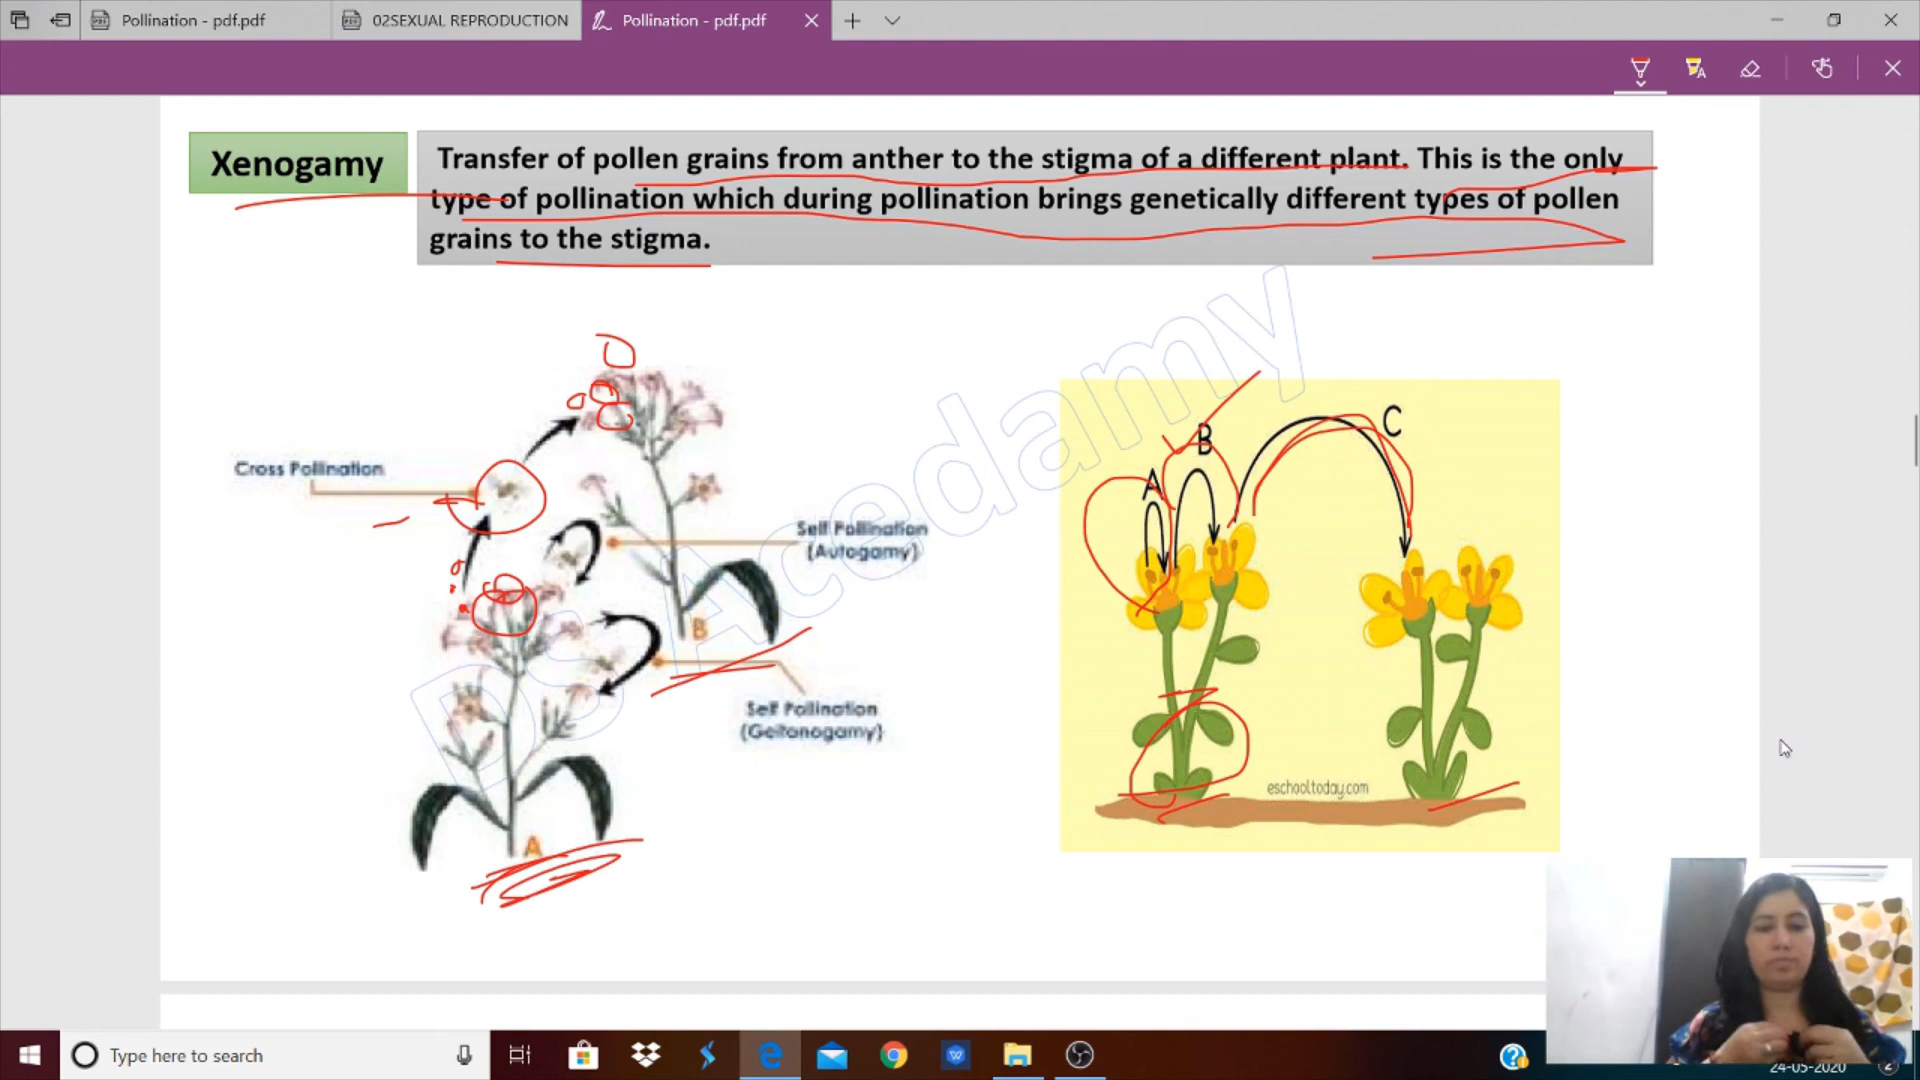 Pollination - pdf.pdf
02SEXUAL REPRODUCTION
Pollination - pdf.pdf
Xenogamy
Transfer of pollen grains from anther to the stigma of a different plant. This is the only
type of pollination which during pollination brings genetically different types of pollen
grains to the stigma.
Cross Pollination
Self Pollination
(Autogamy)
B
Self Pollination
(Geitonogamy)
A
A
B
C
eschooltoday.com
DS Acedamy
Type here to search
24-05-2020
2